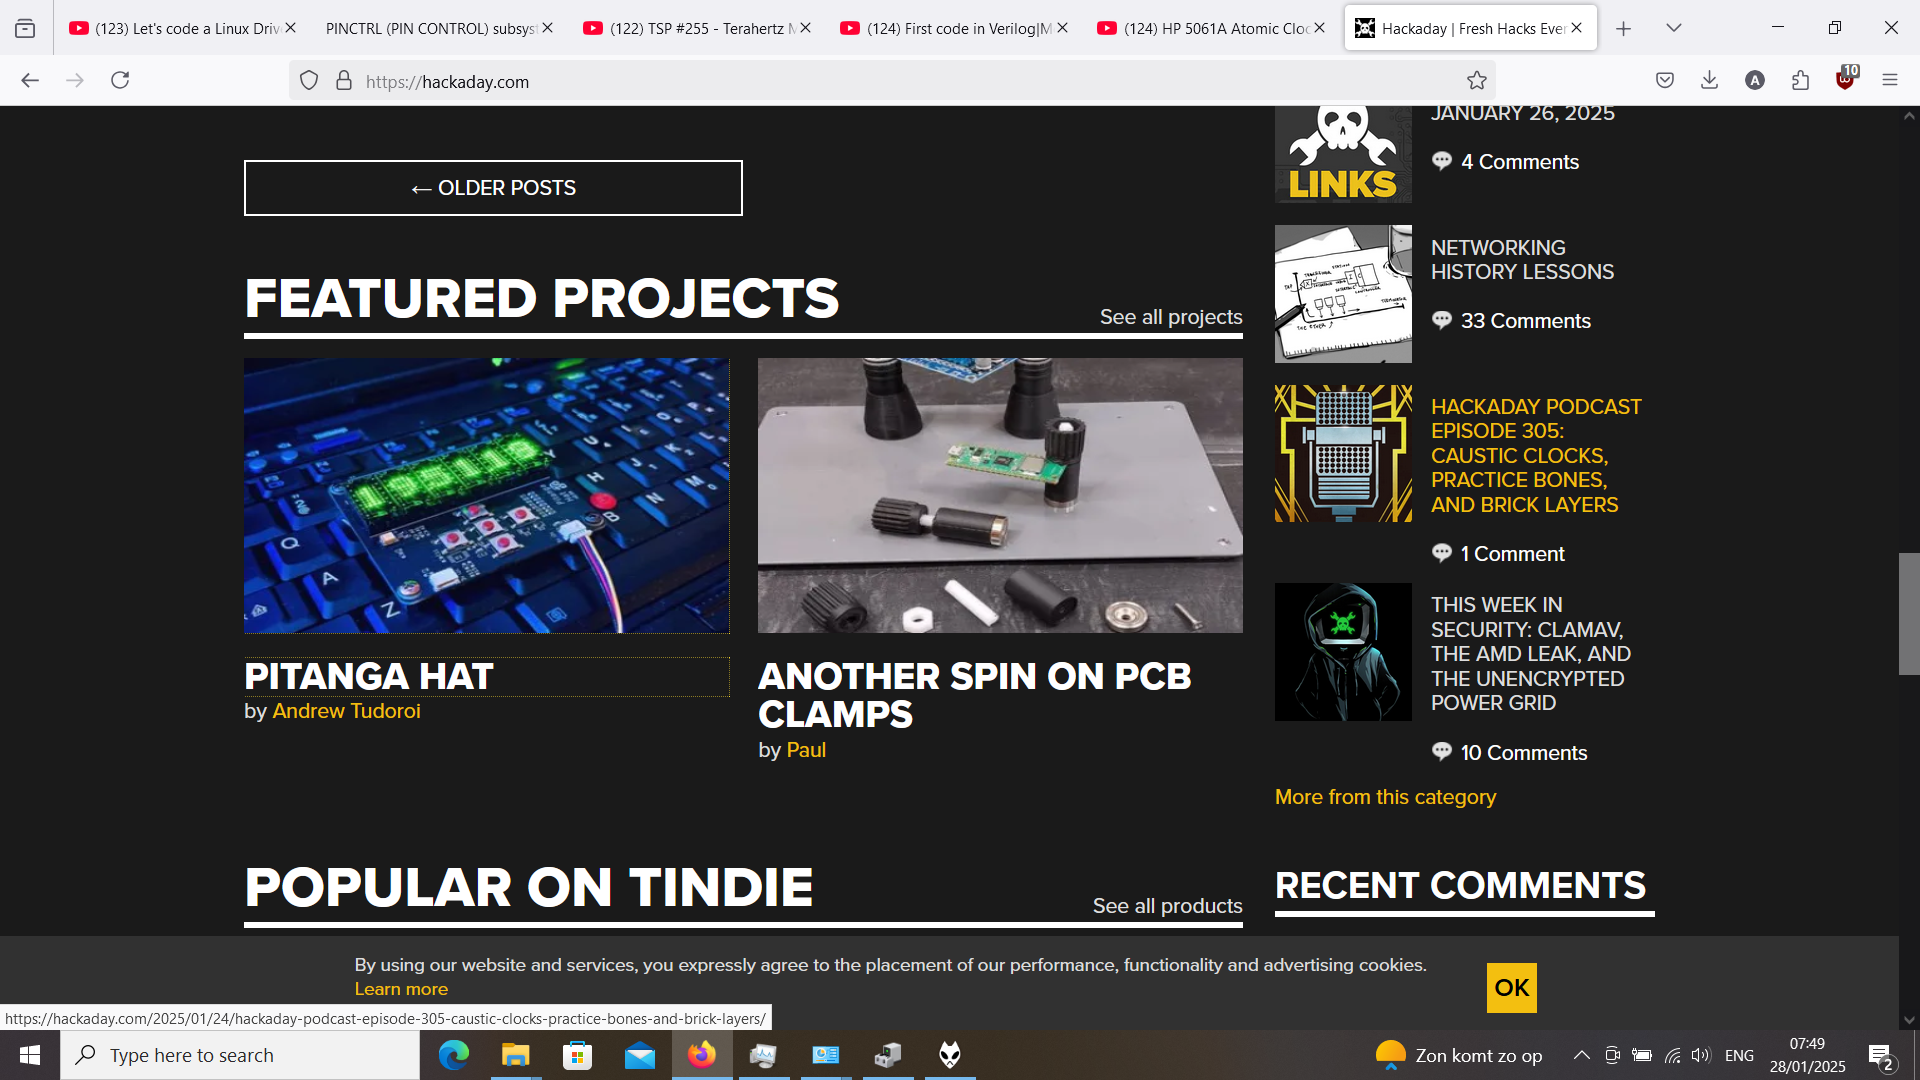 (123) Let's code a Linux Driv
PINCTRL (PIN CONTROL) subsys
(122) TSP #255 - Terahertz M
(124) First code in Verilog|M
(124) HP 5061A Atomic Cloc
Hackaday | Fresh Hacks Ever
https://hackaday.com
A
10
← OLDER POSTS
FEATURED PROJECTS
See all projects
PITANGA HAT
by Andrew Tudoroi
ANOTHER SPIN ON PCB
CLAMPS
by Paul
POPULAR ON TINDIE
See all products
LINKS
JANUARY 26, 2025
4 Comments
NETWORKING
HISTORY LESSONS
33 Comments
HACKADAY PODCAST
EPISODE 305:
CAUSTIC CLOCKS,
PRACTICE BONES,
AND BRICK LAYERS
1 Comment
THIS WEEK IN
SECURITY: CLAMAV,
THE AMD LEAK, AND
THE UNENCRYPTED
POWER GRID
10 Comments
More from this category
RECENT COMMENTS
By using our website and services, you expressly agree to the placement of our performance, functionality and advertising cookies.
Learn more
OK
https://hackaday.com/2025/01/24/hackaday-podcast-episode-305-caustic-clocks-practice-bones-and-brick-layers/
Type here to search
Zon komt zo op
ENG
07:49
28/01/2025
2